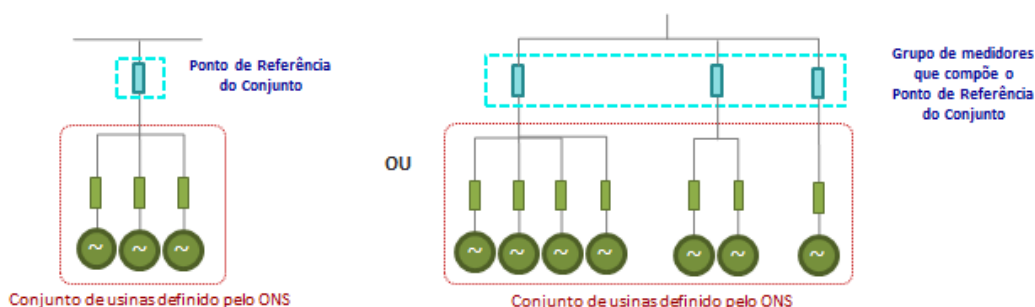 Ponto de Referência
do Conjunto
Grupo de medidores
que compõe o
Ponto de Referência
do Conjunto
OU
~ ~ ~
~ ~ ~ ~ ~ ~ ~
Conjunto de usinas definido pelo ONS
Conjunto de usinas definido pelo ONS